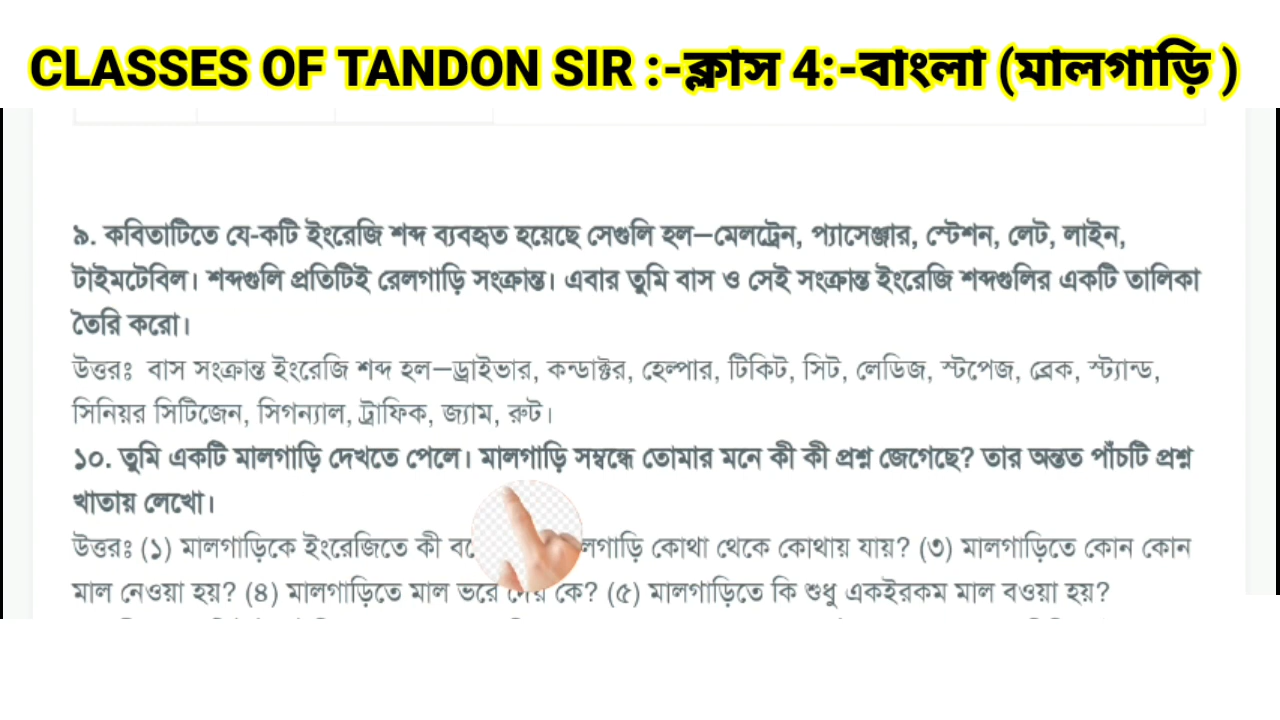 CLASSES OF TANDON SIR :-ক্লাস 4:-বাংলা (মালগাড়ি )
৯. কবিতাটিতে যে-কটি ইংরেজি শব্দ ব্যবহৃত হয়েছে সেগুলি হল—মেলট্রেন, প্যাসেঞ্জার, স্টেশন, লেট, লাইন,
টাইমটেবিল। শব্দগুলি প্রতিটিই রেলগাড়ি সংক্রান্ত। এবার তুমি বাস ও সেই সংক্রান্ত ইংরেজি শব্দগুলির একটি তালিকা
তৈরি করো।
উত্তরঃ বাস সংক্রান্ত ইংরেজি শব্দ হল—ড্রাইভার, কন্ডাক্টর, হেল্পার, টিকিট, সিট, লেডিজ, স্টপেজ, ব্রেক, স্ট্যান্ড,
সিনিয়র সিটিজেন, সিগন্যাল, ট্রাফিক, জ্যাম, রুট।
১০. তুমি একটি মালগাড়ি দেখতে পেলে। মালগাড়ি সম্বন্ধে তোমার মনে কী কী প্রশ্ন জেগেছে? তার অন্তত পাঁচটি প্রশ্ন
খাতায় লেখো।
উত্তরঃ (১) মালগাড়িকে ইংরেজিতে কী কোথা থেকে কোথায় যায়? (৩) মালগাড়িতে কোন কোন
মাল নেওয়া হয়? (৪) মালগাড়িতে মাল ভরে কে? (৫) মালগাড়িতে কি শুধু একইরকম মাল বওয়া হয়?